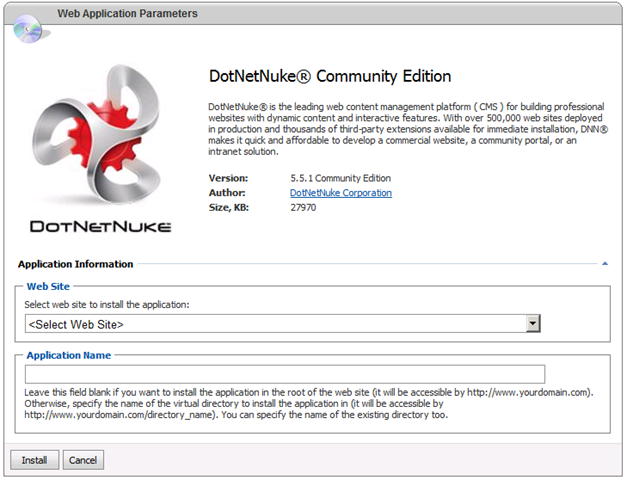 Web Application Parameters
DotNetNuke® Community Edition
DotNetNuke® is the leading web content management platform ( CMS ) for building professional
websites with dynamic content and interactive features. With over 500,000 web sites deployed
in production and thousands of third-party extensions available for immediate installation, DNN®
makes it quick and affordable to develop a commercial website, a community portal, or an
intranet solution.
Version: 5.5.1 Community Edition
Author: DotNetNuke Corporation
Size, KB: 27970
DOTNETNUKE
Application Information
Web Site
Select web site to install the application:
<Select Web Site>
Application Name
Leave this field blank if you want to install the application in the root of the web site (it will be accessible by http://www.yourdomain.com).
Otherwise, specify the name of the virtual directory to install the application in (it will be accessible by
http://www.yourdomain.com/directory_name). You can specify the name of the existing directory too.
Install Cancel